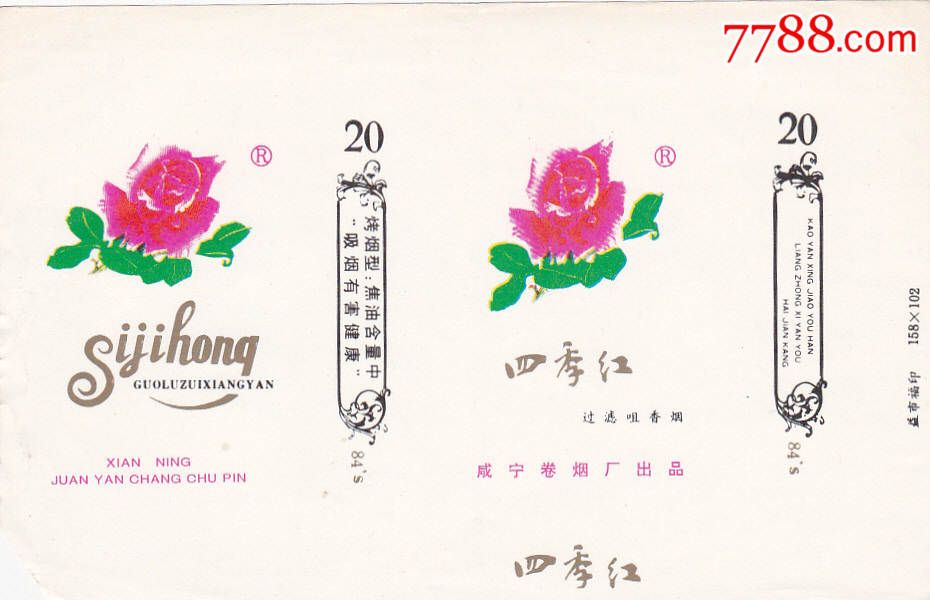 7788.com
®
Sijihong
GUOLUZUIXIANGYAN
XIAN NING
JUAN YAN CHANG CHU PIN
20
烤烟型:焦油含量中
“吸烟有害健康”
84's
®
四季红
过滤咀香烟
咸宁卷烟厂出品
四季红
20
KAO YAN XING JIAO YOU HAN
LIANG ZHONG XI YAN YOU
HAI JIAN KANG
84's
158×102